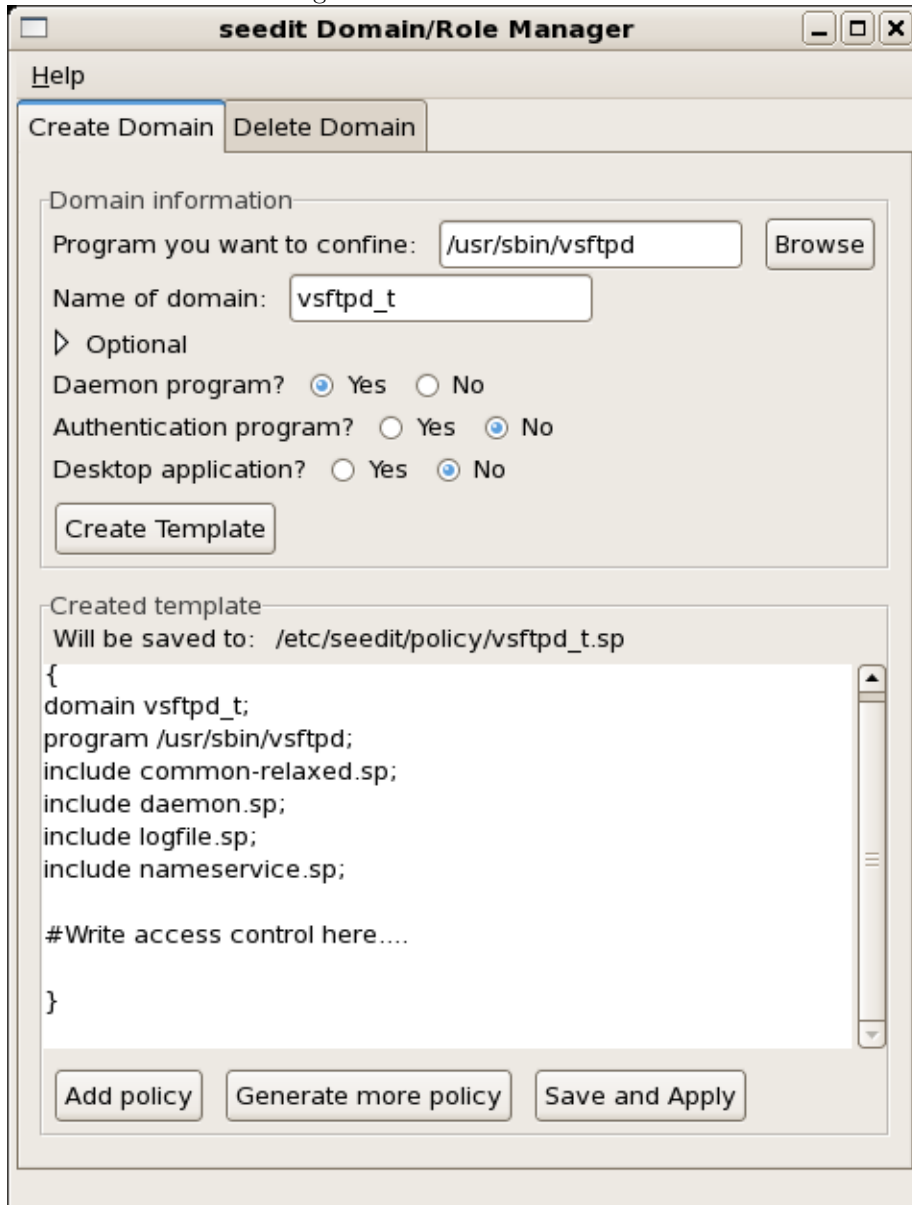 seedit Domain/Role Manager
Help
Create Domain Delete Domain
Domain information
Program you want to confine: /usr/sbin/vsftpd Browse
Name of domain: vsftpd_t
Optional
Daemon program? Yes No
Authentication program? Yes No
Desktop application? Yes No
Create Template
Created template
Will be saved to: /etc/seedit/policy/vsftpd_t.sp
{
domain vsftpd_t;
program /usr/sbin/vsftpd;
include common-relaxed.sp;
include daemon.sp;
include logfile.sp;
include nameservice.sp;
#Write access control here....
}
Add policy Generate more policy Save and Apply